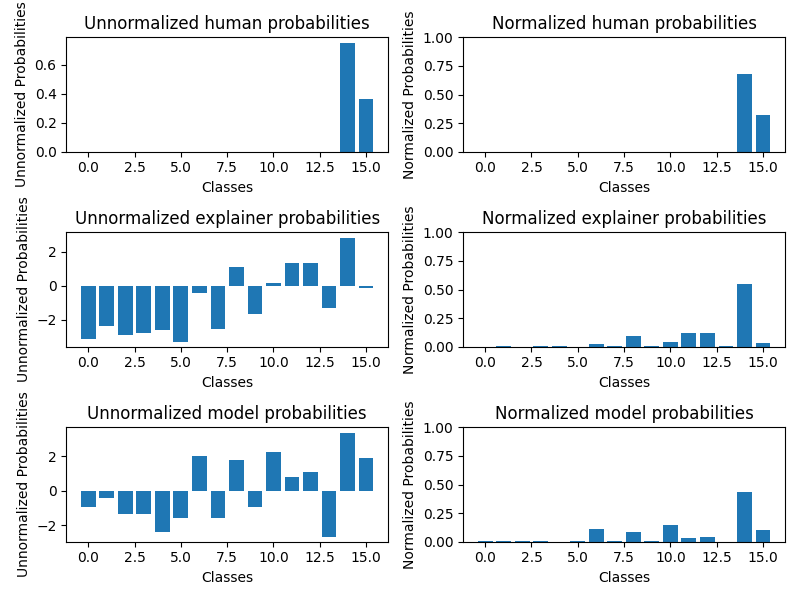 Unnormalized human probabilities
Unnormalized Probabilities
0.6
0.4
0.2
0.0
0.0 2.5 5.0 7.5 10.0 12.5 15.0
Classes
Normalized human probabilities
Normalized Probabilities
1.00
0.75
0.50
0.25
0.00
0.0 2.5 5.0 7.5 10.0 12.5 15.0
Classes
Unnormalized explainer probabilities
Unnormalized Probabilities
2
0
−2
0.0 2.5 5.0 7.5 10.0 12.5 15.0
Classes
Normalized explainer probabilities
Normalized Probabilities
1.00
0.75
0.50
0.25
0.00
0.0 2.5 5.0 7.5 10.0 12.5 15.0
Classes
Unnormalized model probabilities
Unnormalized Probabilities
2
0
−2
0.0 2.5 5.0 7.5 10.0 12.5 15.0
Classes
Normalized model probabilities
Normalized Probabilities
1.00
0.75
0.50
0.25
0.00
0.0 2.5 5.0 7.5 10.0 12.5 15.0
Classes